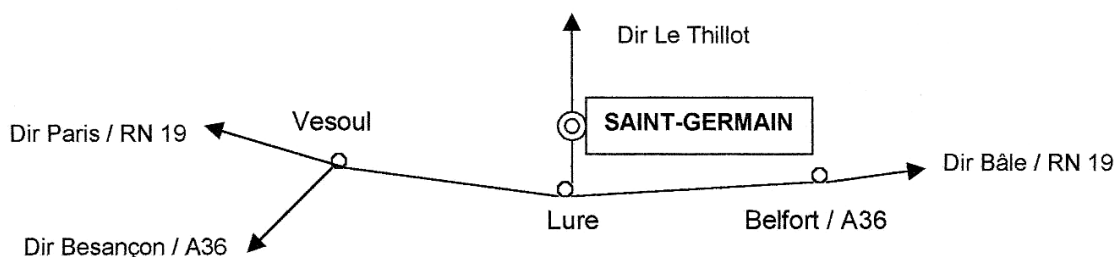 Dir Le Thillot
Dir Paris / RN 19
Vesoul
SAINT-GERMAIN
Dir Bâle / RN 19
Lure
Belfort / A36
Dir Besançon / A36